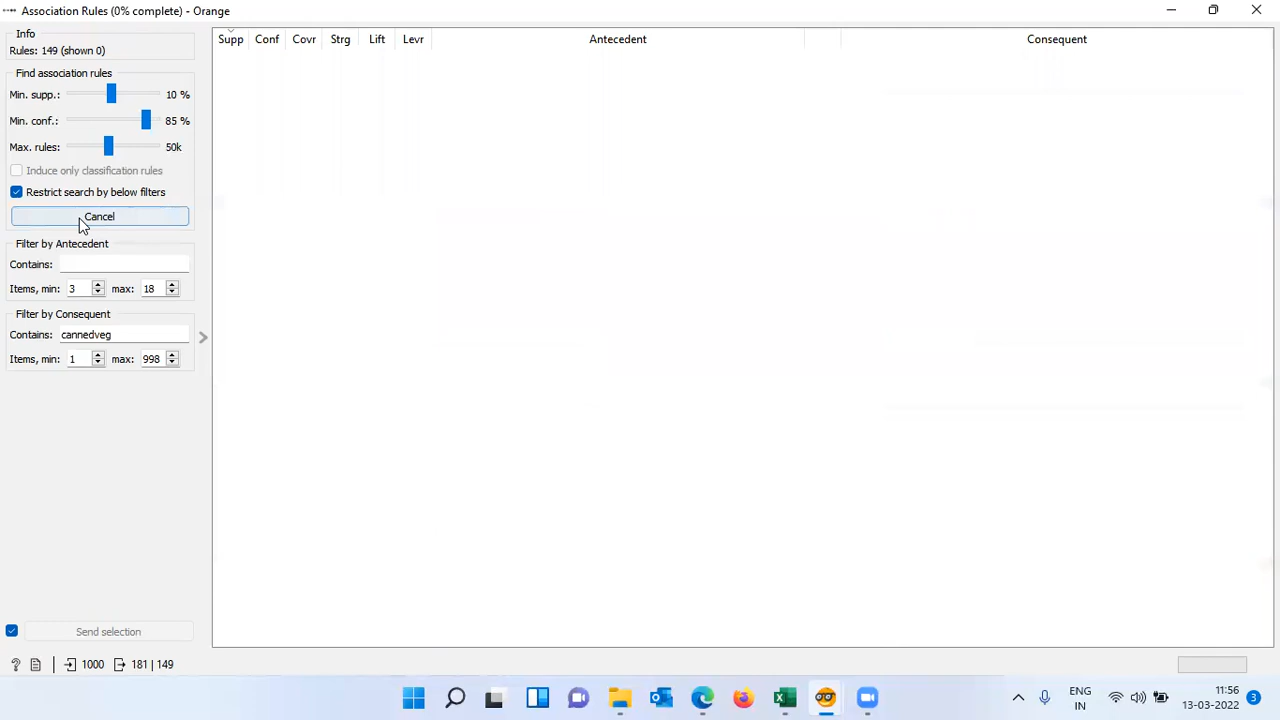 Association Rules (0% complete) - Orange
Info
Rules: 149 (shown 0)
Find association rules
Min. supp.: 10 %
Min. conf.: 85 %
Max. rules: 50k
Induce only classification rules
Restrict search by below filters
Cancel
Filter by Antecedent
Contains:
Items, min: 3 max: 18
Filter by Consequent
Contains: cannedveg
Items, min: 1 max: 998
Send selection
? 1000 181 | 149
Supp Conf Covr Strg Lift Levr Antecedent Consequent
ENG
IN
11:56
13-03-2022
3